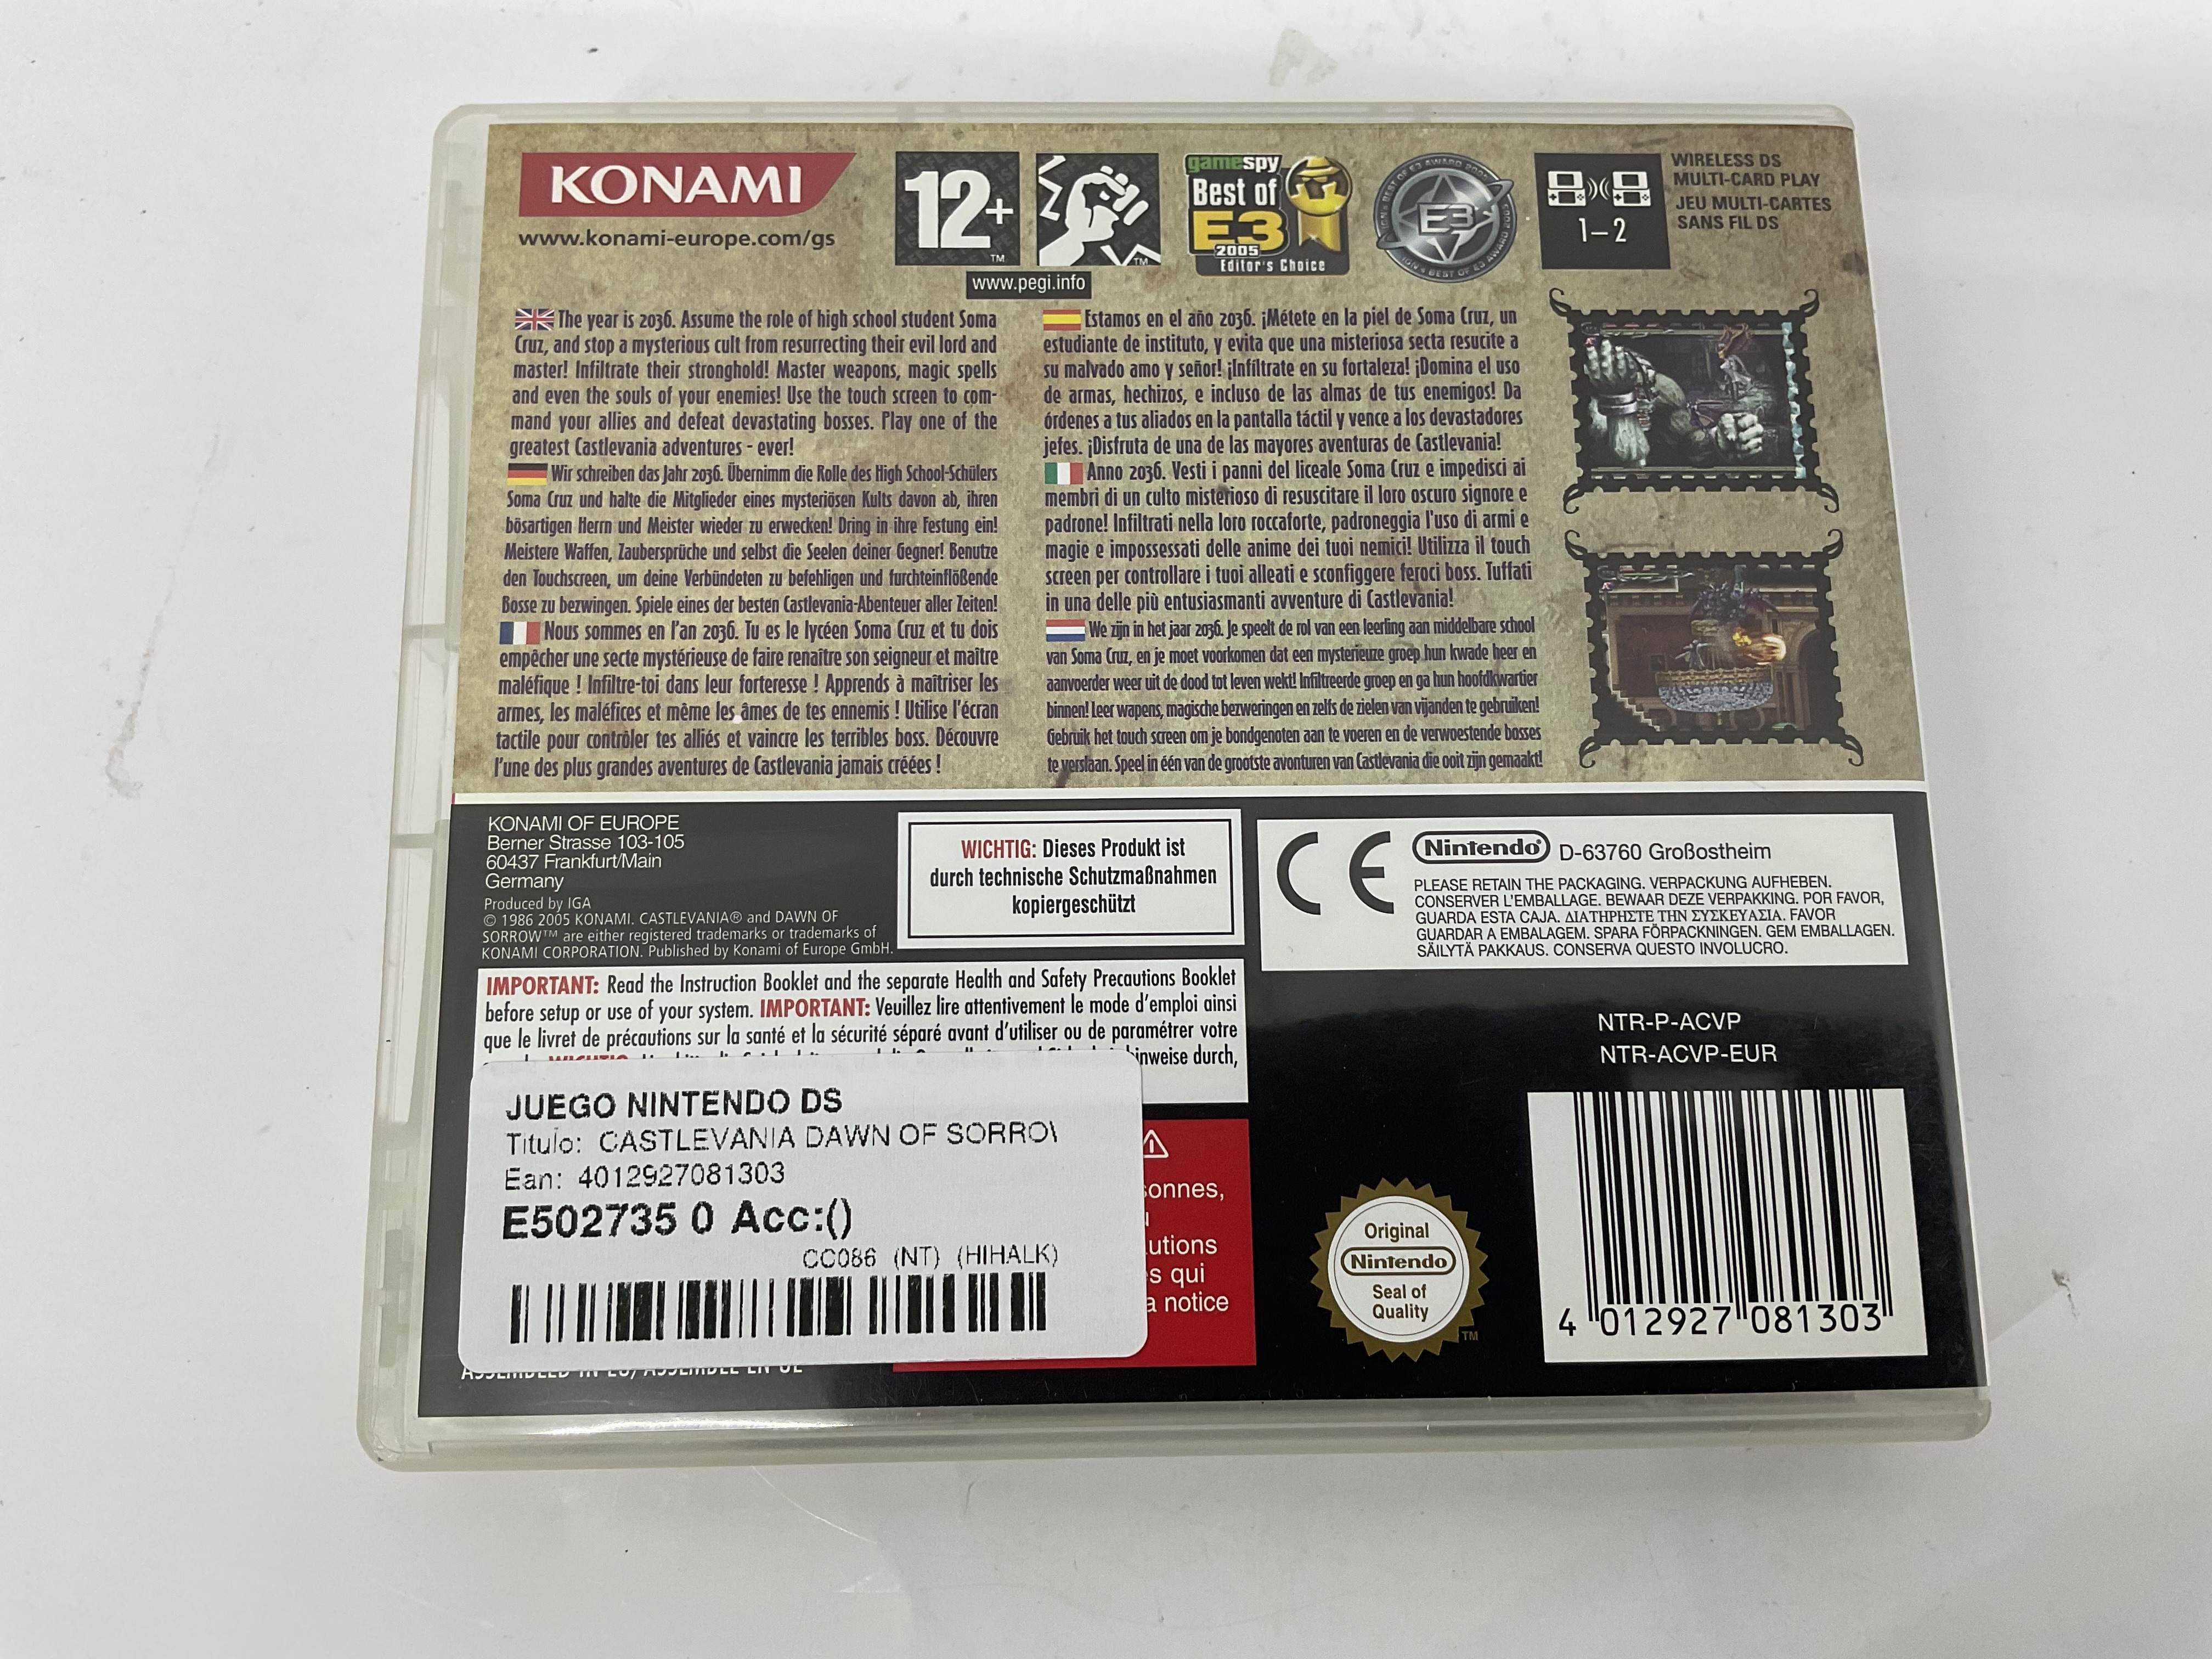 KONAMI
www.konami-europe.com/gs
12+
TM
TM
www.pegi.info
gamespy
Best of
E3
2005
Editor's Choice
E3
IGN BEST OF E3 AWARD 2005
1–2
WIRELESS DS
MULTI-CARD PLAY
JEU MULTI-CARTES
SANS FIL DS
The year is 2036. Assume the role of high school student Soma
Cruz, and stop a mysterious cult from resurrecting their evil lord and
master! Infiltrate their stronghold! Master weapons, magic spells
and even the souls of your enemies! Use the touch screen to com-
mand your allies and defeat devastating bosses. Play one of the
greatest Castlevania adventures - ever!
Wir schreiben das Jahr 2036. Übernimm die Rolle des High School-Schülers
Soma Cruz und halte die Mitglieder eines mysteriösen Kults davon ab, ihren
bösartigen Herrn und Meister wieder zu erwecken! Dring in ihre Festung ein!
Meistere Waffen, Zaubersprüche und selbst die Seelen deiner Gegner! Benutze
den Touchscreen, um deine Verbündeten zu befehligen und furchteinflößende
Bosse zu bezwingen. Spiele eines der besten Castlevania-Abenteuer aller Zeiten!
Nous sommes en l'an 2036. Tu es le lycéen Soma Cruz et tu dois
empêcher une secte mystérieuse de faire renaître son seigneur et maître
maléfique ! Infiltre-toi dans leur forteresse ! Apprends à maîtriser les
armes, les maléfices et même les âmes de tes ennemis ! Utilise l'écran
tactile pour contrôler tes alliés et vaincre les terribles boss. Découvre
l'une des plus grandes aventures de Castlevania jamais créées !
Estamos en el año 2036. ¡Métete en la piel de Soma Cruz, un
estudiante de instituto, y evita que una misteriosa secta resucite a
su malvado amo y señor! ¡Infíltrate en su fortaleza! ¡Domina el uso
de armas, hechizos, e incluso de las almas de tus enemigos! Da
órdenes a tus aliados en la pantalla táctil y vence a los devastadores
jefes. ¡Disfruta de una de las mayores aventuras de Castlevania!
Anno 2036. Vesti i panni del liceale Soma Cruz e impedisci ai
membri di un culto misterioso di resuscitare il loro oscuro signore e
padrone! Infiltrati nella loro roccaforte, padroneggia l'uso di armi e
magie e impossessati delle anime dei tuoi nemici! Utilizza il touch
screen per controllare i tuoi alleati e sconfiggere feroci boss. Tuffati
in una delle più entusiasmanti avventure di Castlevania!
We zijn in het jaar 2036. Je speelt de rol van een leerling aan middelbare school
van Soma Cruz, en je moet voorkomen dat een mysterieuze groep hun kwade heer en
aanvoerder weer uit de dood tot leven wekt! Infiltreerde groep en ga hun hoofdkwartier
binnen! Leer wapens, magische bezweringen en zelfs de zielen van vijanden te gebruiken!
Gebruik het touch screen om je bondgenoten aan te voeren en de verwoestende bosses
te verslaan. Speel in één van de grootste avonturen van Castlevania die ooit zijn gemaakt!
KONAMI OF EUROPE
Berner Strasse 103-105
60437 Frankfurt/Main
Germany
Produced by IGA
© 1986 2005 KONAMI. CASTLEVANIA® and DAWN OF
SORROW™ are either registered trademarks or trademarks of
KONAMI CORPORATION. Published by Konami of Europe GmbH.
WICHTIG: Dieses Produkt ist
durch technische Schutzmaßnahmen
kopiergeschützt
CE
Nintendo® D-63760 Großostheim
PLEASE RETAIN THE PACKAGING. VERPACKUNG AUFHEBEN.
CONSERVER L'EMBALLAGE. BEWAAR DEZE VERPAKKING. POR FAVOR,
GUARDA ESTA CAJA. ΔΙΑΤΗΡΗΣΤΕ ΤΗΝ ΣΥΣΚΕΥΑΣΙΑ. FAVOR
GUARDAR A EMBALAGEM. SPARA FÖRPACKNINGEN. GEM EMBALLAGEN.
SÄILYTÄ PAKKAUS. CONSERVA QUESTO INVOLUCRO.
IMPORTANT: Read the Instruction Booklet and the separate Health and Safety Precautions Booklet
before setup or use of your system. IMPORTANT: Veuillez lire attentivement le mode d'emploi ainsi
que le livret de précautions sur la santé et la sécurité séparé avant d'utiliser ou de paramétrer votre
inweise durch,
JUEGO NINTENDO DS
Titulo: CASTLEVANIA DAWN OF SORRO
Ean: 4012927081303
E502735 0 Acc:()
CC086 (NT) (HIHALK)
sonnes,
utions
s qui
a notice
ASSEMBLED IN EU/ASSEMBLÉ EN UE
NTR-P-ACVP
NTR-ACVP-EUR
Original
Nintendo
Seal of
Quality
TM
4 012927 081303